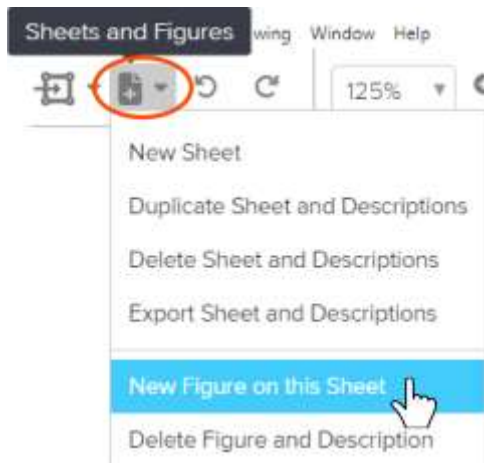 Sheets and Figures wing Window Help
125%
New Sheet
Duplicate Sheet and Descriptions
Delete Sheet and Descriptions
Export Sheet and Descriptions
New Figure on this Sheet
Delete Figure and Description